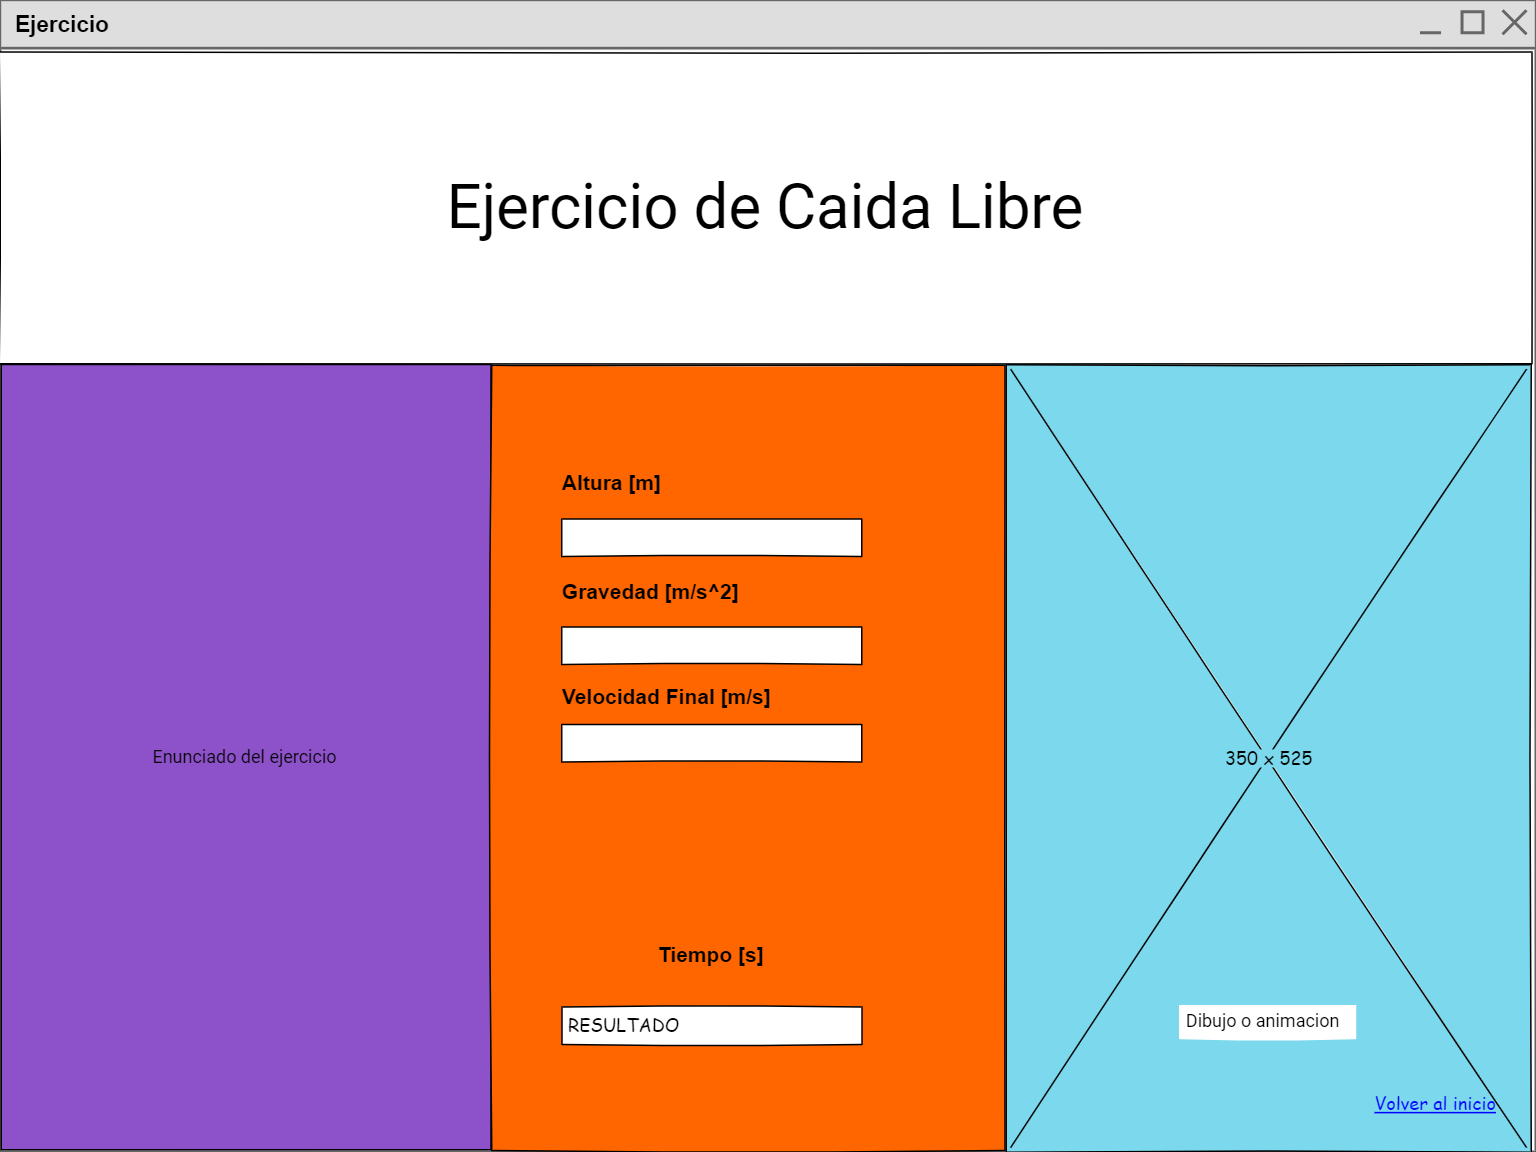 Ejercicio
Ejercicio de Caida Libre
Enunciado del ejercicio
Altura [m]
Gravedad [m/s^2]
Velocidad Final [m/s]
Tiempo [s]
RESULTADO
350 x 525
Dibujo o animacion
Volver al inicio